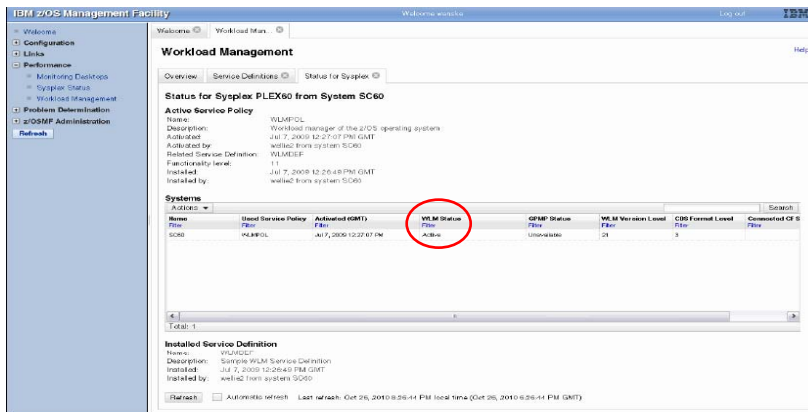 IBM z/OS Management Facility
Welcome wellie2
Log out
IBM
Welcome
Configuration
Links
Performance
Monitoring Desktops
Sysplex Status
Workload Management
Problem Determination
z/OSMF Administration
Refresh
Welcome
Workload Man...
Workload Management
Help
Overview
Service Definitions
Status for Sysplex
Status for Sysplex PLEX60 from System SC60
Active Service Policy
Name: WLMPOL
Description: Workload manager of the z/OS operating system
Activated: Jul 7, 2009 12:27:07 PM GMT
Activated by: wellie2 from system SC60
Related Service Definition: WLMDEF
Functionality level: 11
Installed: Jul 7, 2009 12:26:49 PM GMT
Installed by: wellie2 from system SC60
Systems
Actions
Search
Name Used Service Policy Activated (GMT) WLM Status GPMP Status WLM Version Level CDS Format Level Connected CF S
Filter Filter Filter Filter Filter Filter Filter Filter
SC60 WLMPOL Jul 7, 2009 12:27:07 PM Active Unavailable 21 3
Total: 1
Installed Service Definition
Name: WLMDEF
Description: Sample WLM Service Definition
Installed: Jul 7, 2009 12:26:49 PM GMT
Installed by: wellie2 from system SC60
Refresh Automatic refresh Last refresh: Oct 26, 2010 6:56:44 PM local time (Oct 26, 2010 6:56:44 PM GMT)